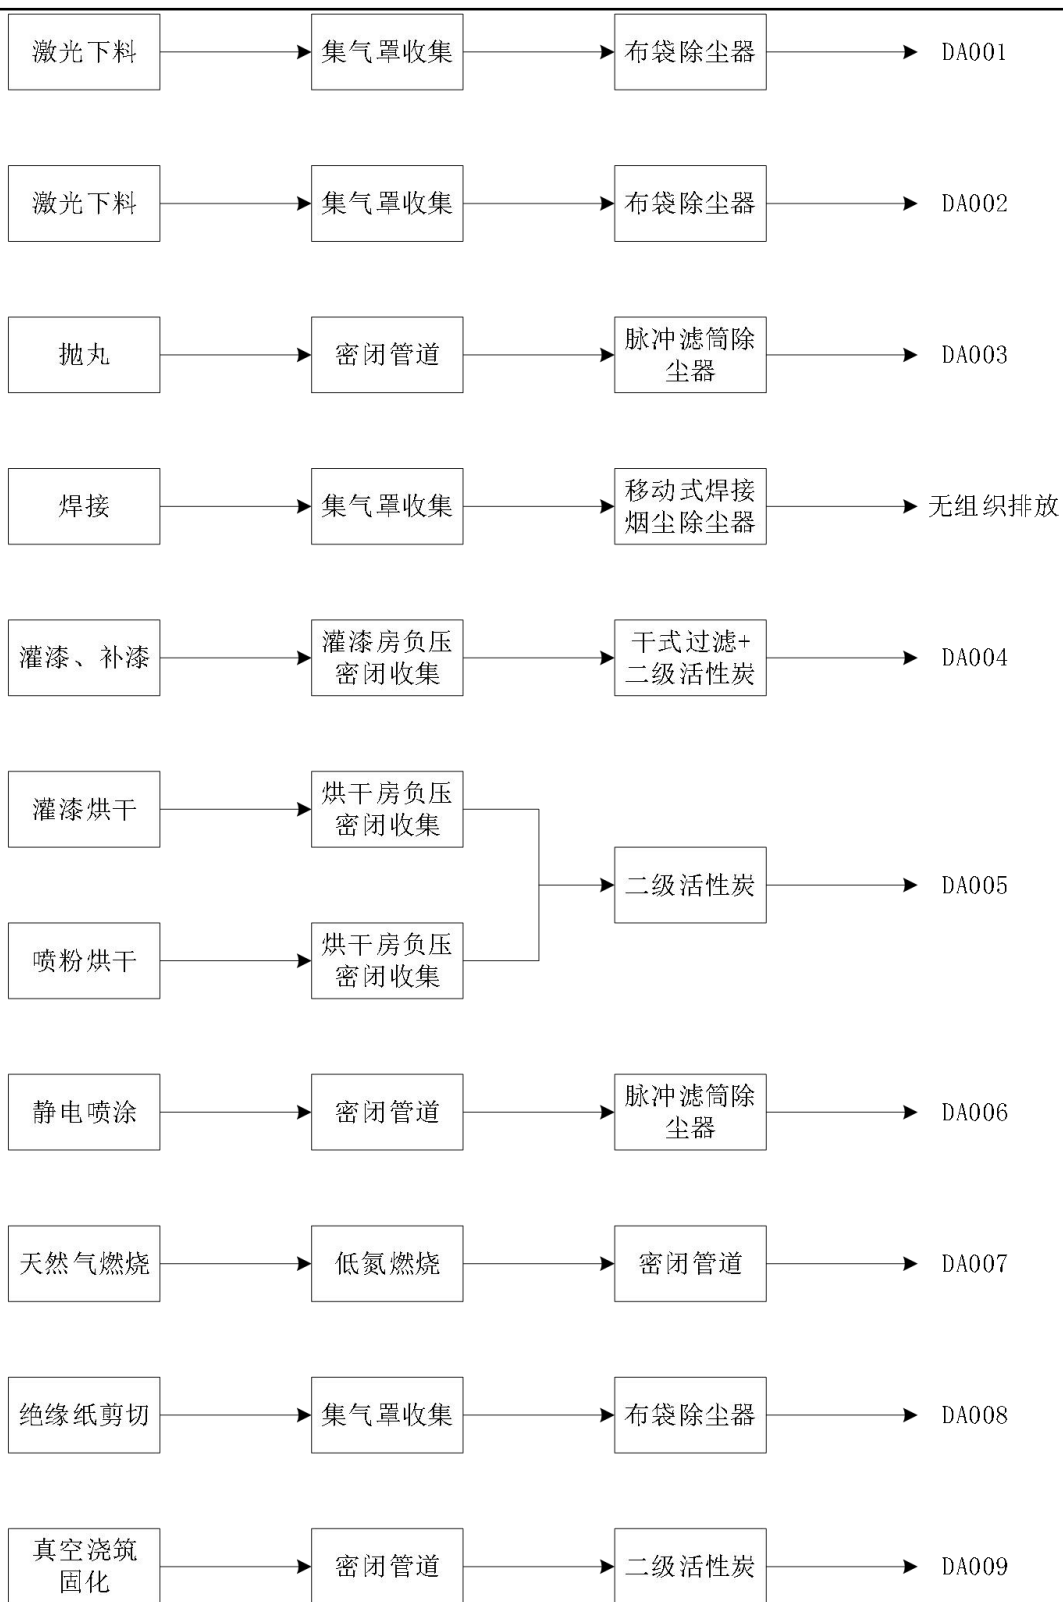 激光下料
集气罩收集
布袋除尘器
DA001
激光下料
集气罩收集
布袋除尘器
DA002
抛丸
密闭管道
脉冲滤筒除
尘器
DA003
焊接
集气罩收集
移动式焊接
烟尘除尘器
无组织排放
灌漆、补漆
灌漆房负压
密闭收集
干式过滤+
二级活性炭
DA004
灌漆烘干
烘干房负压
密闭收集
喷粉烘干
烘干房负压
密闭收集
二级活性炭
DA005
静电喷涂
密闭管道
脉冲滤筒除
尘器
DA006
天然气燃烧
低氮燃烧
密闭管道
DA007
绝缘纸剪切
集气罩收集
布袋除尘器
DA008
真空浇筑
固化
密闭管道
二级活性炭
DA009